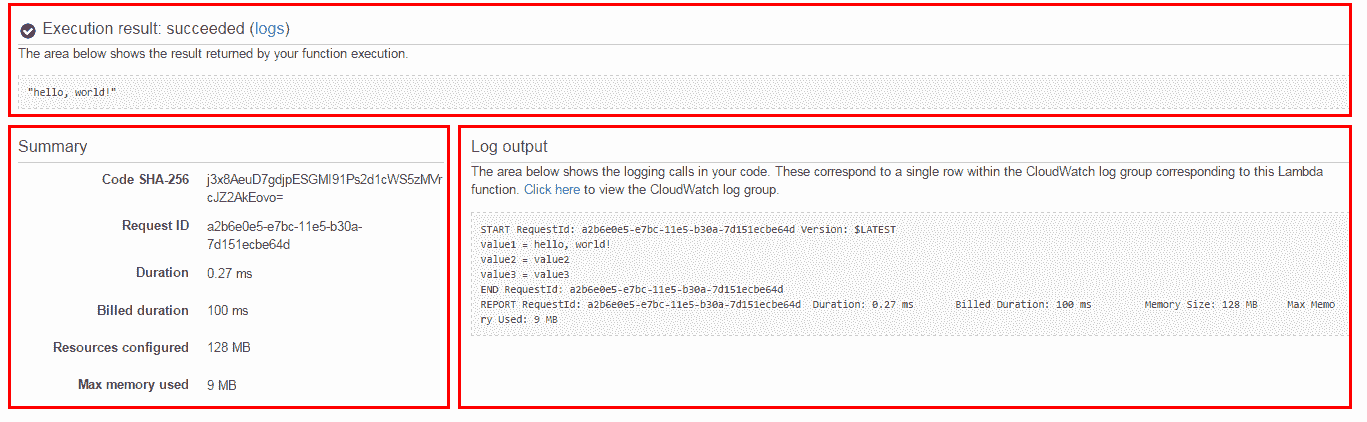 Execution result: succeeded (logs)
The area below shows the result returned by your function execution.
"hello, world!"
Summary
Code SHA-256 j3x8AeuD7gdjpESGMI91Ps2d1cWS5zMVr
cJZ2AkEovo=
Request ID a2b6e0e5-e7bc-11e5-b30a-
7d151ecbe64d
Duration 0.27 ms
Billed duration 100 ms
Resources configured 128 MB
Max memory used 9 MB
Log output
The area below shows the logging calls in your code. These correspond to a single row within the CloudWatch log group corresponding to this Lambda
function. Click here to view the CloudWatch log group.
START RequestId: a2b6e0e5-e7bc-11e5-b30a-7d151ecbe64d Version: $LATEST
value1 = hello, world!
value2 = value2
value3 = value3
END RequestId: a2b6e0e5-e7bc-11e5-b30a-7d151ecbe64d
REPORT RequestId: a2b6e0e5-e7bc-11e5-b30a-7d151ecbe64d Duration: 0.27 ms Billed Duration: 100 ms Memory Size: 128 MB Max Memo
ry Used: 9 MB